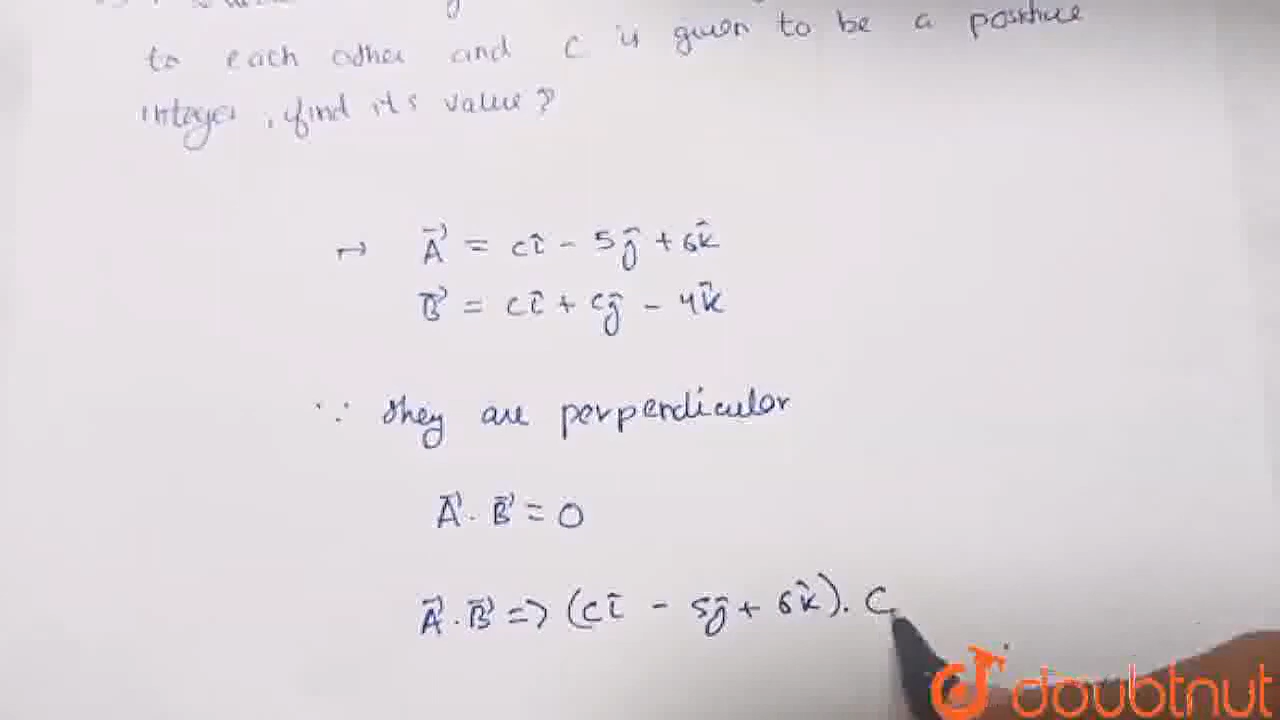 to each other and c is given to be a positive
integer, find its value?
A⃗ = cî - 5ĵ + 6k̂
B⃗ = cî + cĵ - 4k̂
∵ they are perpendicular
A⃗ . B⃗ = 0
A⃗ . B⃗ => (cî - 5ĵ + 6k̂). C
doubtnut